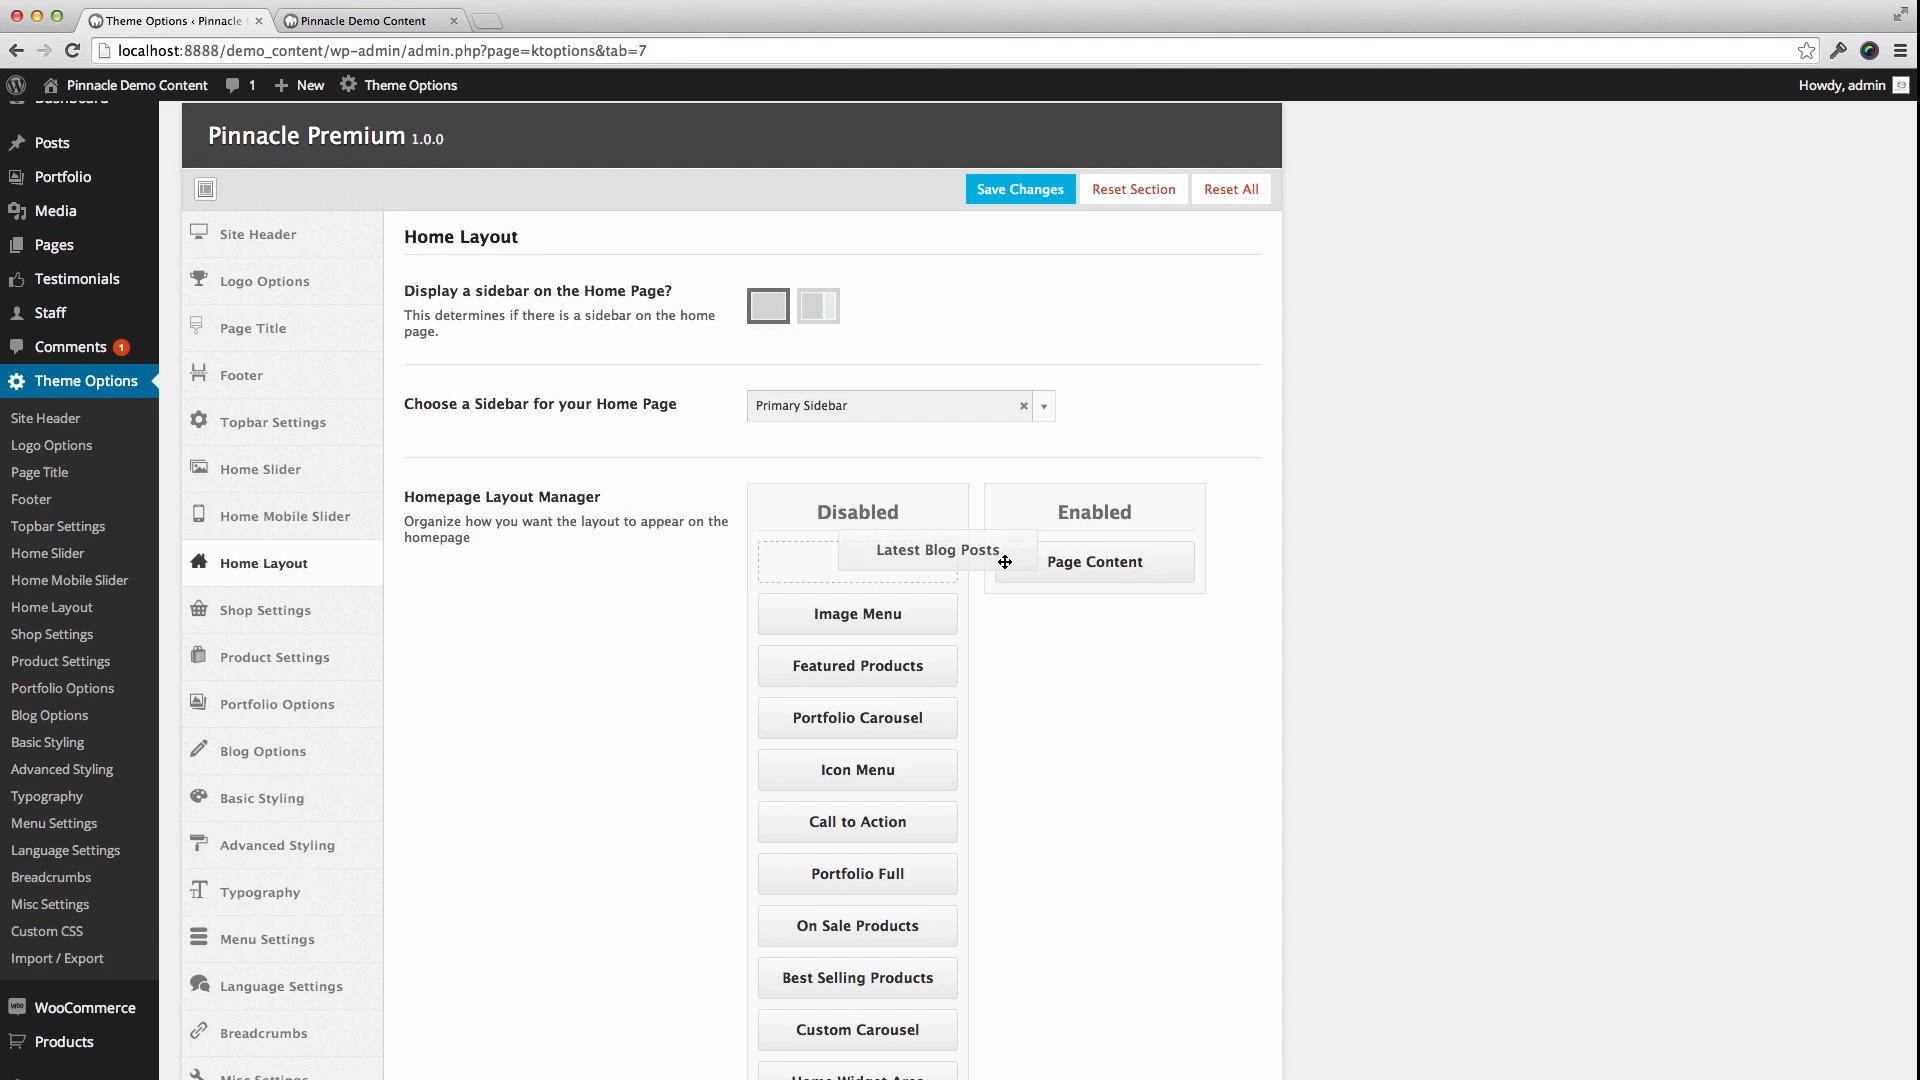 Theme Options ‹ Pinnacle
Pinnacle Demo Content
localhost:8888/demo_content/wp-admin/admin.php?page=ktoptions&tab=7
Pinnacle Demo Content
1
New
Theme Options
Howdy, admin
Dashboard
Posts
Portfolio
Media
Pages
Testimonials
Staff
Comments 1
Theme Options
Site Header
Logo Options
Page Title
Footer
Topbar Settings
Home Slider
Home Mobile Slider
Home Layout
Shop Settings
Product Settings
Portfolio Options
Blog Options
Basic Styling
Advanced Styling
Typography
Menu Settings
Language Settings
Breadcrumbs
Misc Settings
Custom CSS
Import / Export
WooCommerce
Products
Pinnacle Premium 1.0.0
Save Changes
Reset Section
Reset All
Site Header
Logo Options
Page Title
Footer
Topbar Settings
Home Slider
Home Mobile Slider
Home Layout
Shop Settings
Product Settings
Portfolio Options
Blog Options
Basic Styling
Advanced Styling
Typography
Menu Settings
Language Settings
Breadcrumbs
Misc Settings
Home Layout
Display a sidebar on the Home Page?
This determines if there is a sidebar on the home
page.
Choose a Sidebar for your Home Page
Primary Sidebar
Homepage Layout Manager
Organize how you want the layout to appear on the
homepage
Disabled
Latest Blog Posts
Image Menu
Featured Products
Portfolio Carousel
Icon Menu
Call to Action
Portfolio Full
On Sale Products
Best Selling Products
Custom Carousel
Home Widget Area
Enabled
Page Content